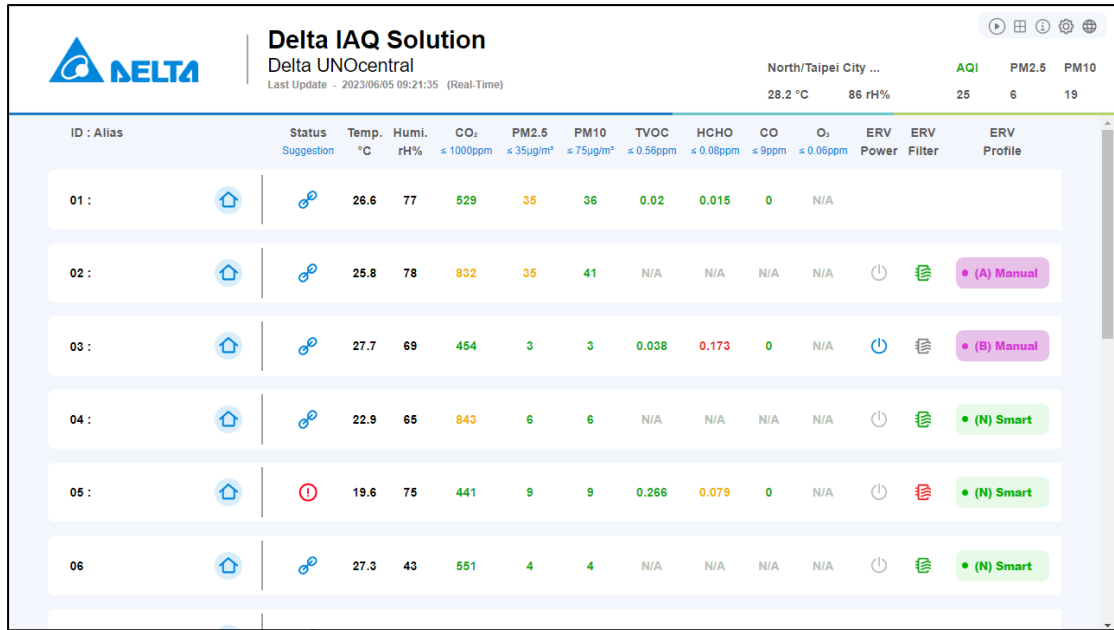 DELTA
Delta IAQ Solution
Delta UNOcentral
Last Update - 2023/06/05 09:21:35 (Real-Time)
North/Taipei City ... AQI PM2.5 PM10
28.2 °C 86 rH% 25 6 19
ID : Alias Status Temp. Humi. CO₂ PM2.5 PM10 TVOC HCHO CO O₃ ERV ERV ERV
Suggestion °C rH% ≤ 1000ppm ≤ 35μg/m³ ≤ 75μg/m³ ≤ 0.56ppm ≤ 0.08ppm ≤ 9ppm ≤ 0.06ppm Power Filter Profile
01 : 26.6 77 529 35 36 0.02 0.015 0 N/A
02 : 25.8 78 832 35 41 N/A N/A N/A N/A (A) Manual
03 : 27.7 69 454 3 3 0.038 0.173 0 N/A (B) Manual
04 : 22.9 65 843 6 6 N/A N/A N/A N/A (N) Smart
05 : 19.6 75 441 9 9 0.266 0.079 0 N/A (N) Smart
06 27.3 43 551 4 4 N/A N/A N/A N/A (N) Smart